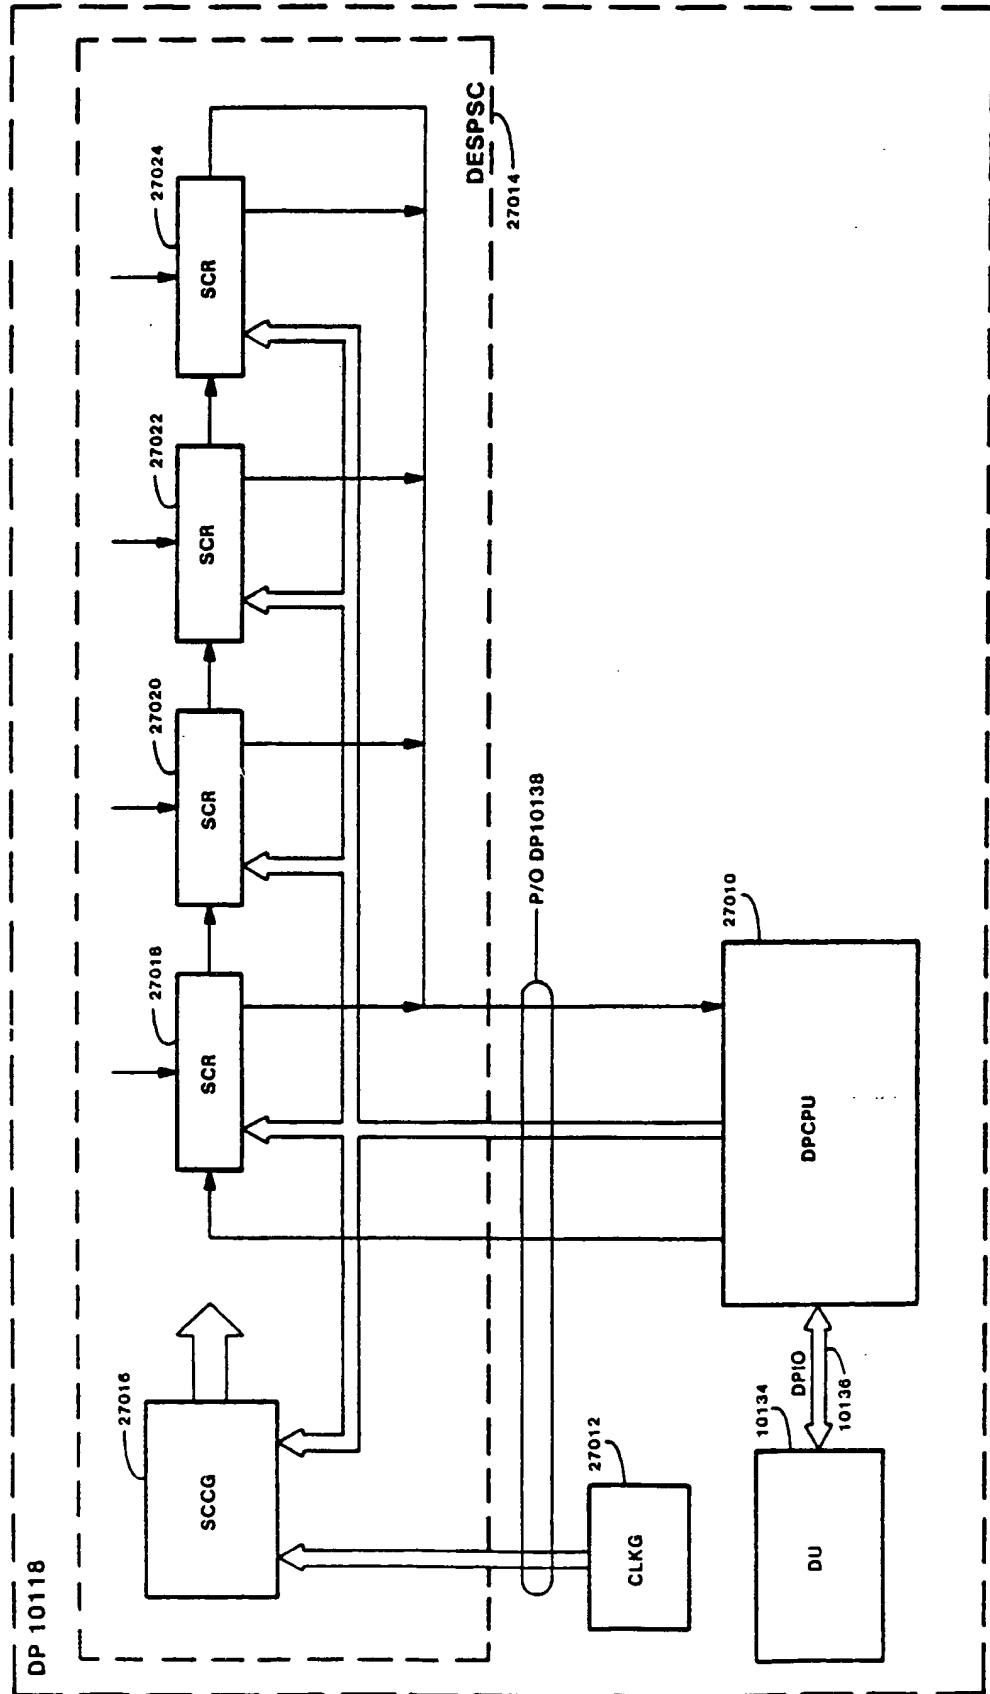 DP 10118
SCCG
27016
SCR
27018
SCR
27020
SCR
27022
SCR
27024
DESPSC
27014
P/O DP10138
CLKG
27012
DPCPU
27010
DU
10134
DPIO
10136